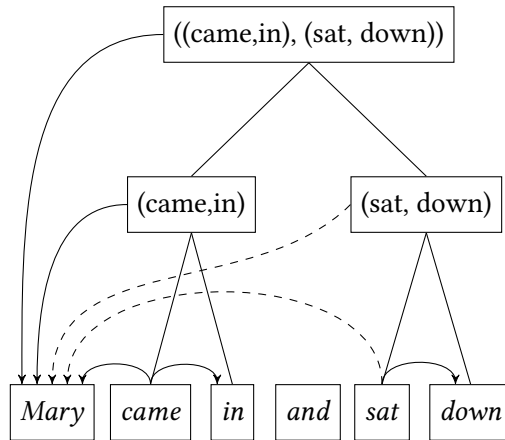 ((came,in), (sat, down))
(came,in) (sat, down)
Mary came in and sat down